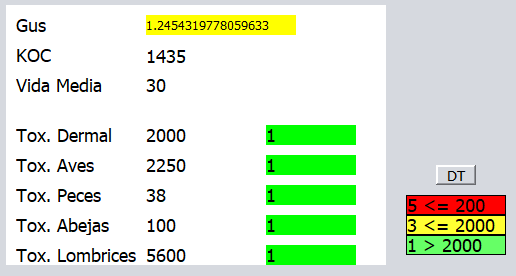 Gus 1.2454319778059633
KOC 1435
Vida Media 30
Tox. Dermal 2000 1
Tox. Aves 2250 1
Tox. Peces 38 1
Tox. Abejas 100 1
Tox. Lombrices 5600 1
DT
5 <= 200
3 <= 2000
1 > 2000